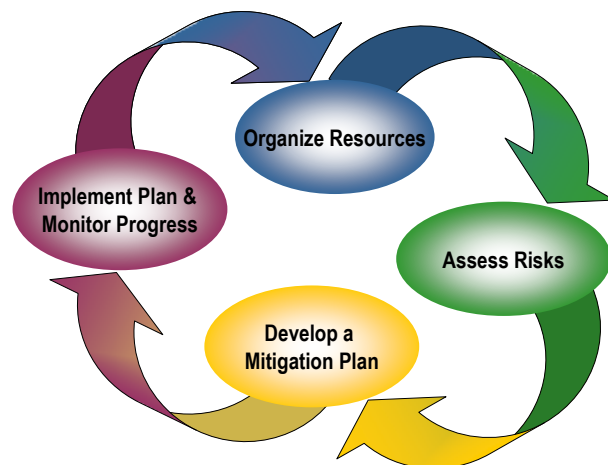 Organize Resources
Assess Risks
Develop a
Mitigation Plan
Implement Plan &
Monitor Progress